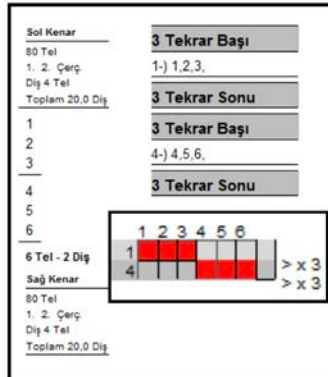 Sol Kenar
80 Tel
1. 2. Çerç.
Diş 4 Tel
Toplam 20,0 Diş
1
2
3
4
5
6
6 Tel - 2 Diş
Sağ Kenar
80 Tel
1. 2. Çerç.
Diş 4 Tel
Toplam 20,0 Diş
3 Tekrar Başı
1-) 1,2,3,
3 Tekrar Sonu
3 Tekrar Başı
4-) 4,5,6,
3 Tekrar Sonu
1 2 3 4 5 6
1
4
> x 3
> x 3